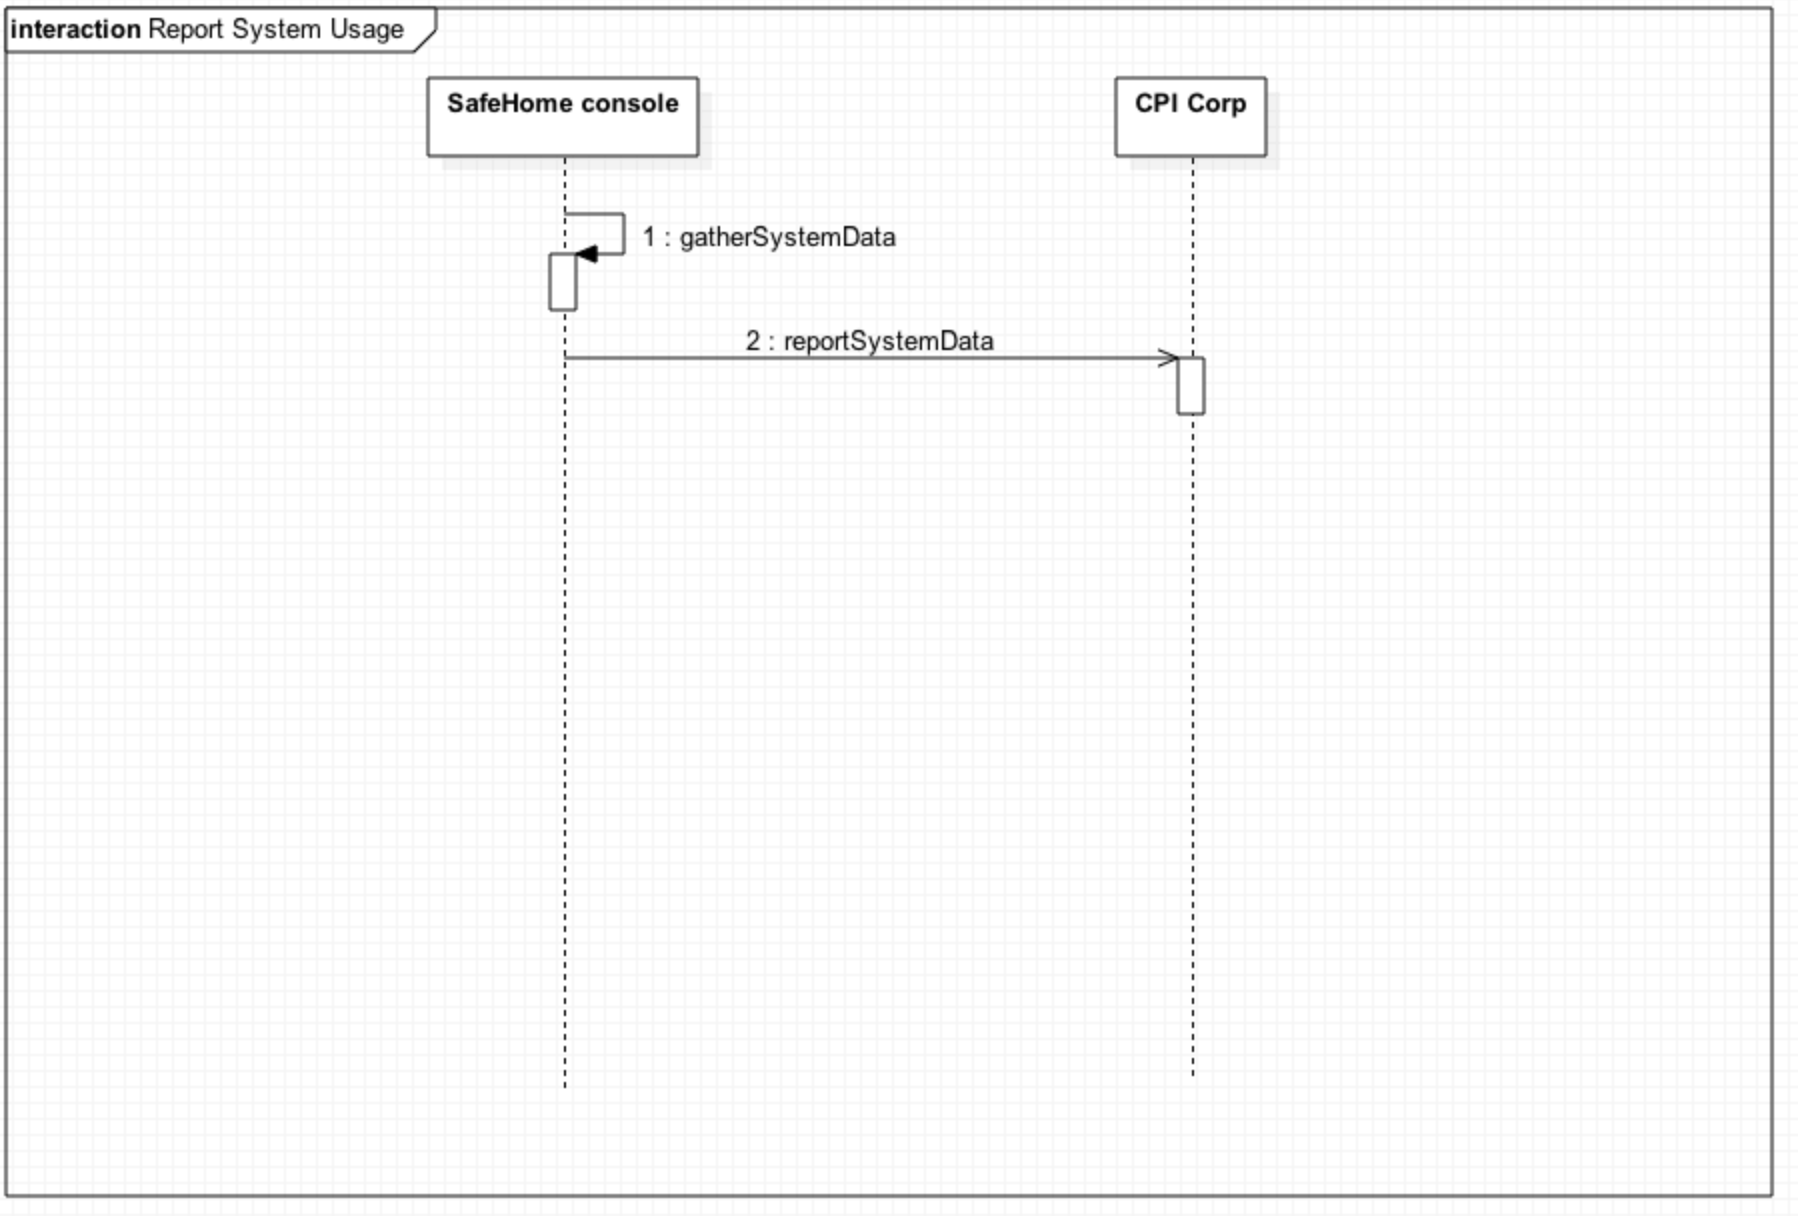 interaction Report System Usage
SafeHome console
CPI Corp
1 : gatherSystemData
2 : reportSystemData